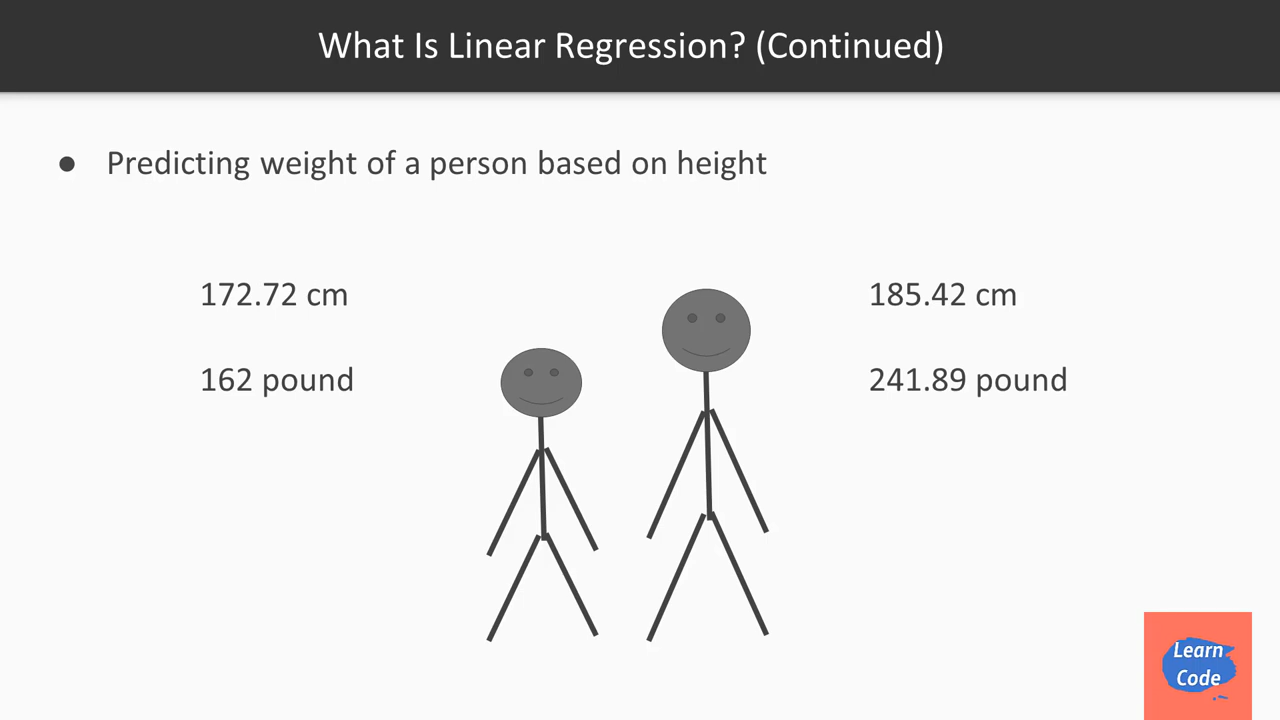 What Is Linear Regression? (Continued)
● Predicting weight of a person based on height
172.72 cm
162 pound
185.42 cm
241.89 pound
Learn
Code